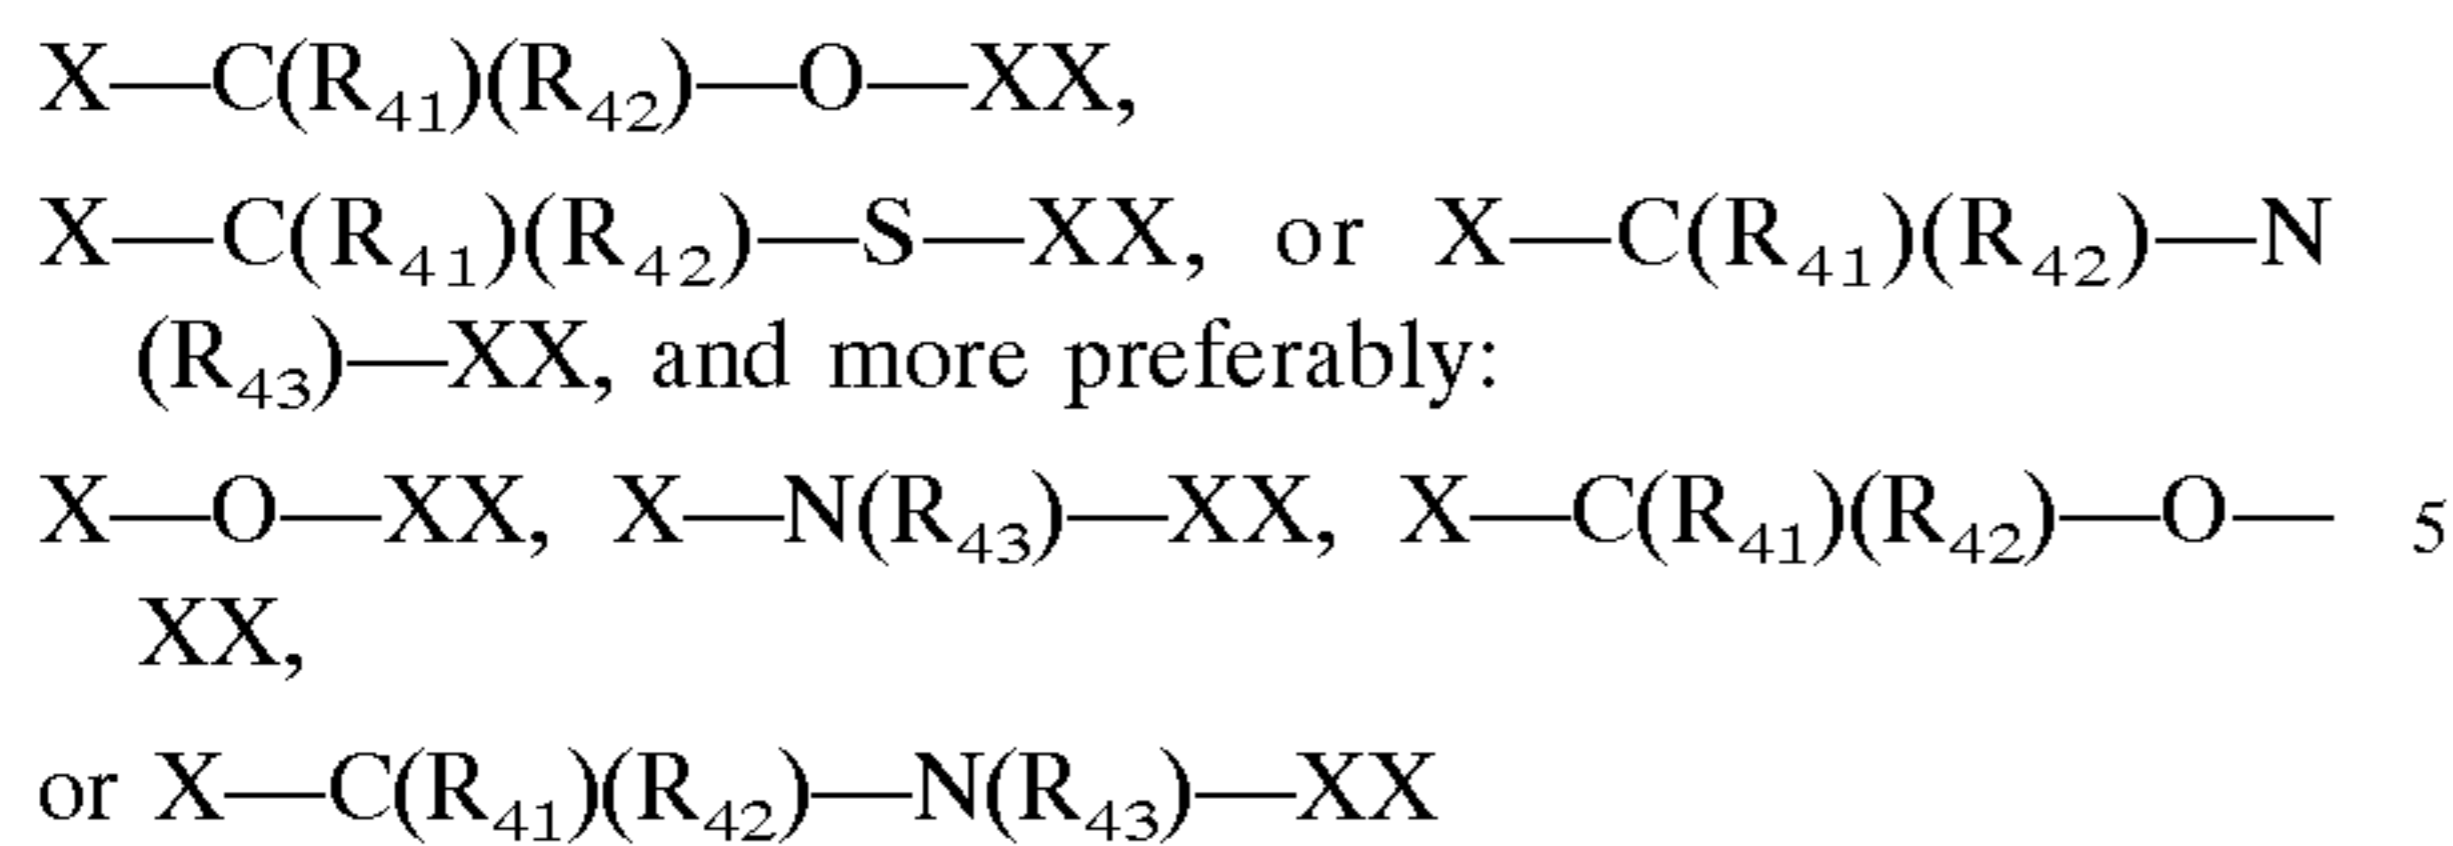 X—C(R₄₁)(R₄₂)—O—XX,
X—C(R₄₁)(R₄₂)—S—XX, or X—C(R₄₁)(R₄₂)—N
(R₄₃)—XX, and more preferably:
X—O—XX, X—N(R₄₃)—XX, X—C(R₄₁)(R₄₂)—O— 5
XX,
or X—C(R₄₁)(R₄₂)—N(R₄₃)—XX